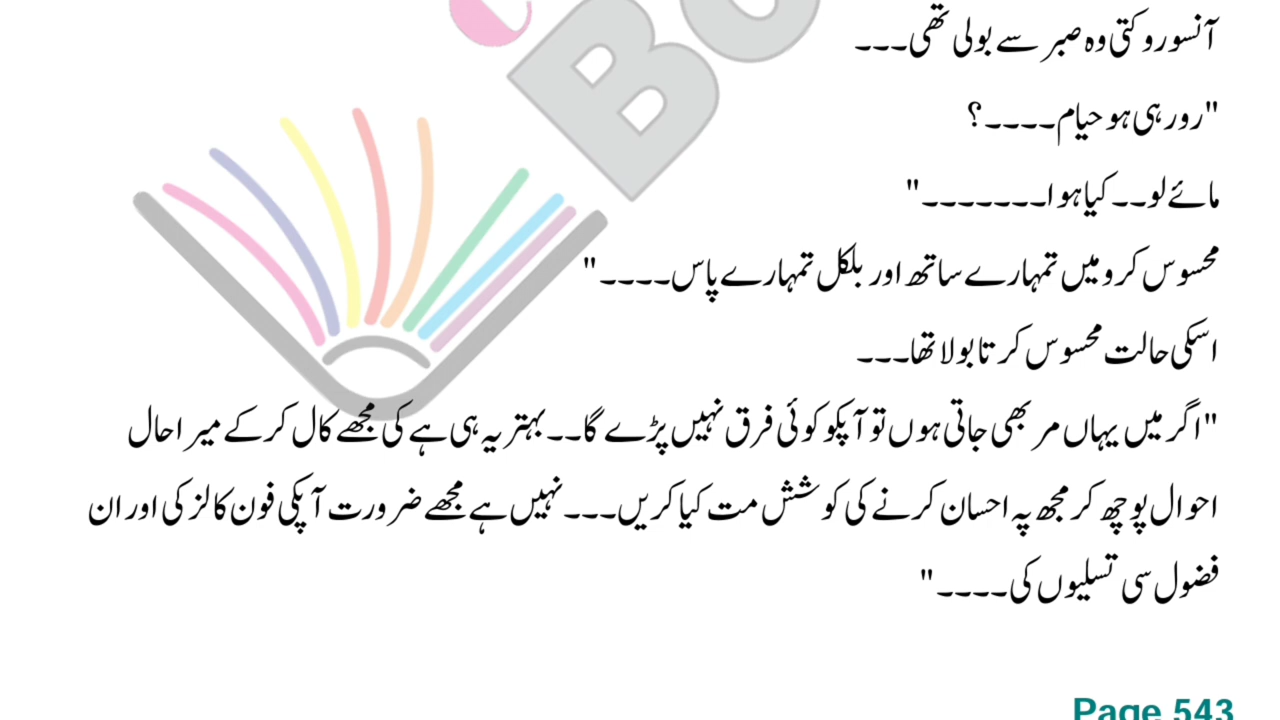 آنسو روکتی وہ صبر سے بولی تھی۔۔۔
"رو رہی ہو حیام۔۔۔۔؟
مائے لو۔۔ کیا ہوا۔۔۔۔۔۔۔"
محسوس کرو میں تمہارے ساتھ اور بلکل تمہارے پاس۔۔۔۔"
اسکی حالت محسوس کرتا بولا تھا۔۔۔
"اگر میں یہاں مر بھی جاتی ہوں تو آپکو کوئی فرق نہیں پڑے گا۔۔ بہتر یہ ہی ہے کی مجھے کال کر کے میرا حال
احوال پوچھ کر مجھ پہ احسان کرنے کی کوشش مت کیا کریں۔۔۔ نہیں ہے مجھے ضرورت آپکی فون کالز کی اور ان
فضول سی تسلیوں کی۔۔۔۔"
Page 543